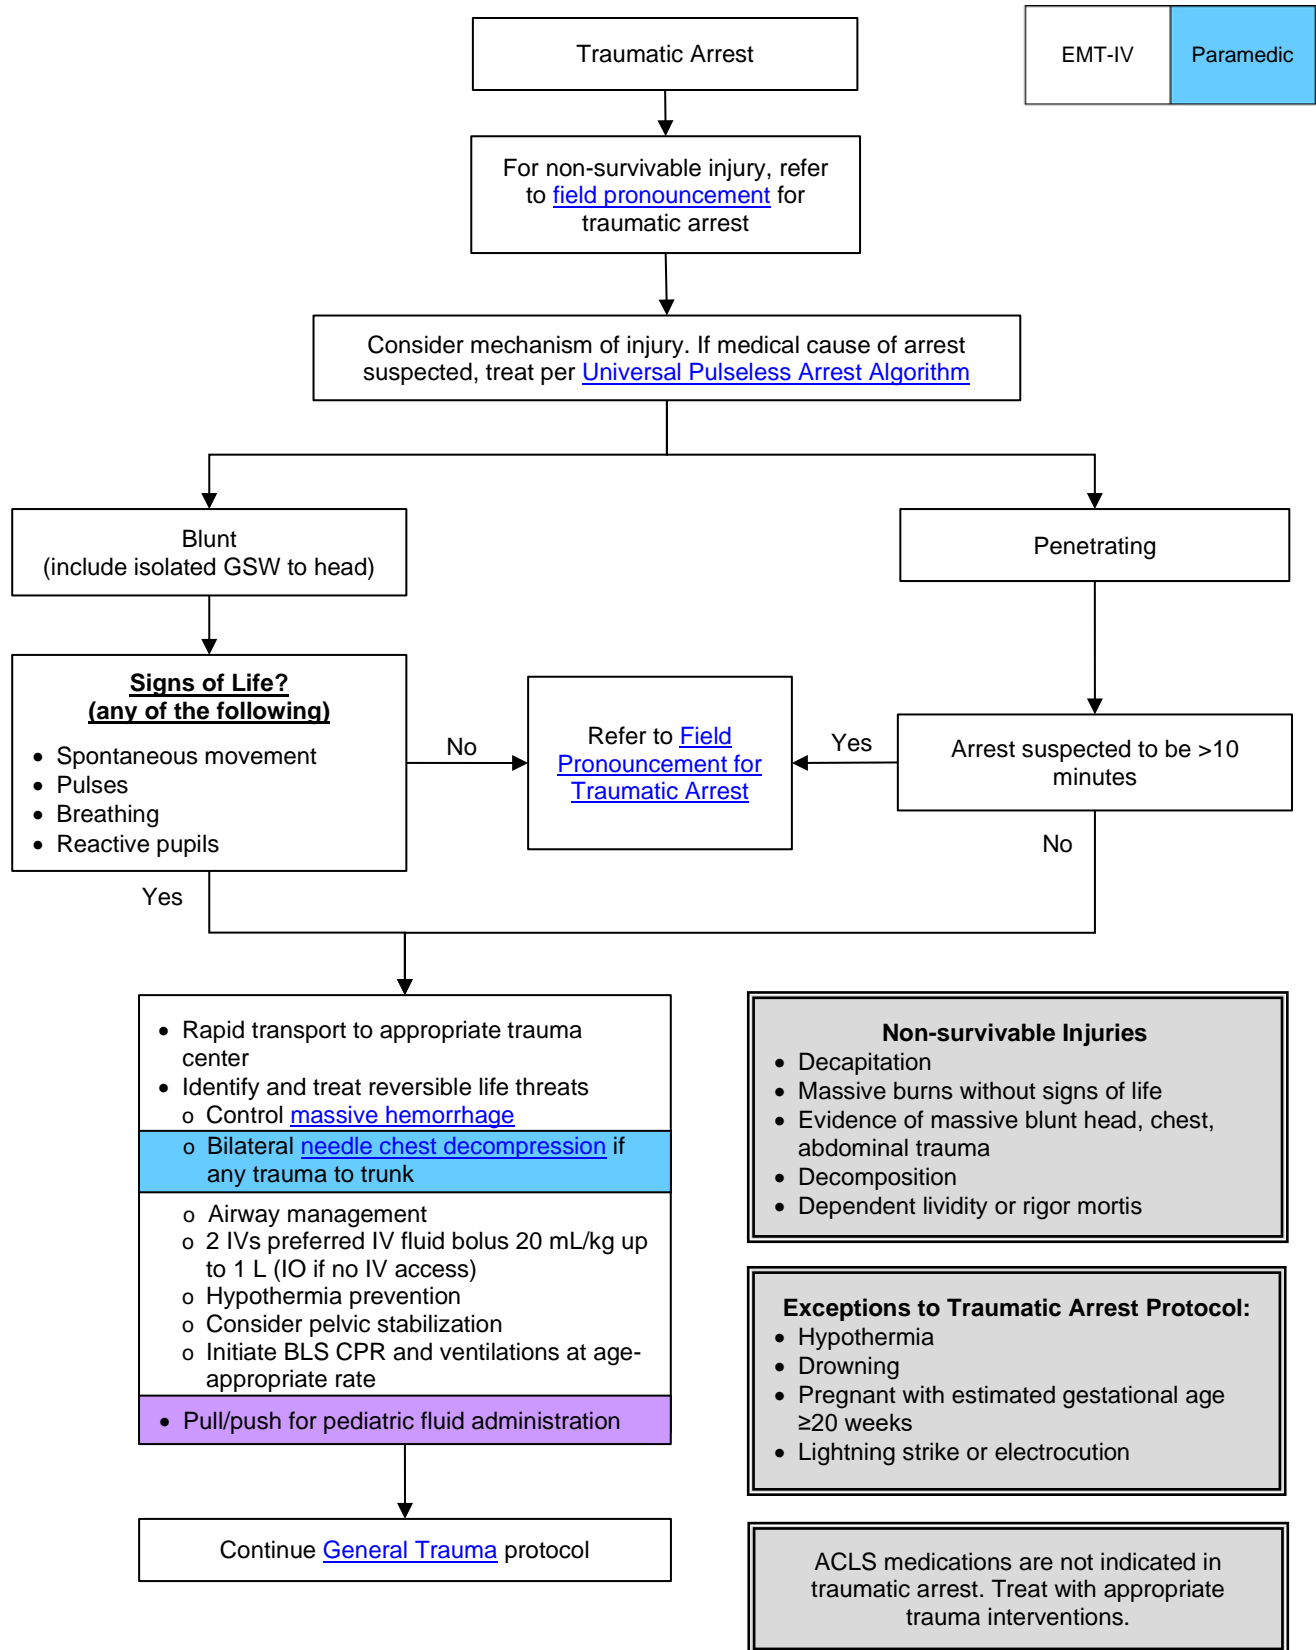 Traumatic Arrest
EMT-IV
Paramedic
For non-survivable injury, refer
to field pronouncement for
traumatic arrest
Consider mechanism of injury. If medical cause of arrest
suspected, treat per Universal Pulseless Arrest Algorithm
Blunt
(include isolated GSW to head)
Penetrating
Signs of Life?
(any of the following)
• Spontaneous movement
• Pulses
• Breathing
• Reactive pupils
No
Refer to Field
Pronouncement for
Traumatic Arrest
Yes
Arrest suspected to be >10
minutes
Yes
No
• Rapid transport to appropriate trauma
center
• Identify and treat reversible life threats
o Control massive hemorrhage
o Bilateral needle chest decompression if
any trauma to trunk
o Airway management
o 2 IVs preferred IV fluid bolus 20 mL/kg up
to 1 L (IO if no IV access)
o Hypothermia prevention
o Consider pelvic stabilization
o Initiate BLS CPR and ventilations at age-
appropriate rate
• Pull/push for pediatric fluid administration
Continue General Trauma protocol
Non-survivable Injuries
• Decapitation
• Massive burns without signs of life
• Evidence of massive blunt head, chest,
abdominal trauma
• Decomposition
• Dependent lividity or rigor mortis
Exceptions to Traumatic Arrest Protocol:
• Hypothermia
• Drowning
• Pregnant with estimated gestational age
≥20 weeks
• Lightning strike or electrocution
ACLS medications are not indicated in
traumatic arrest. Treat with appropriate
trauma interventions.